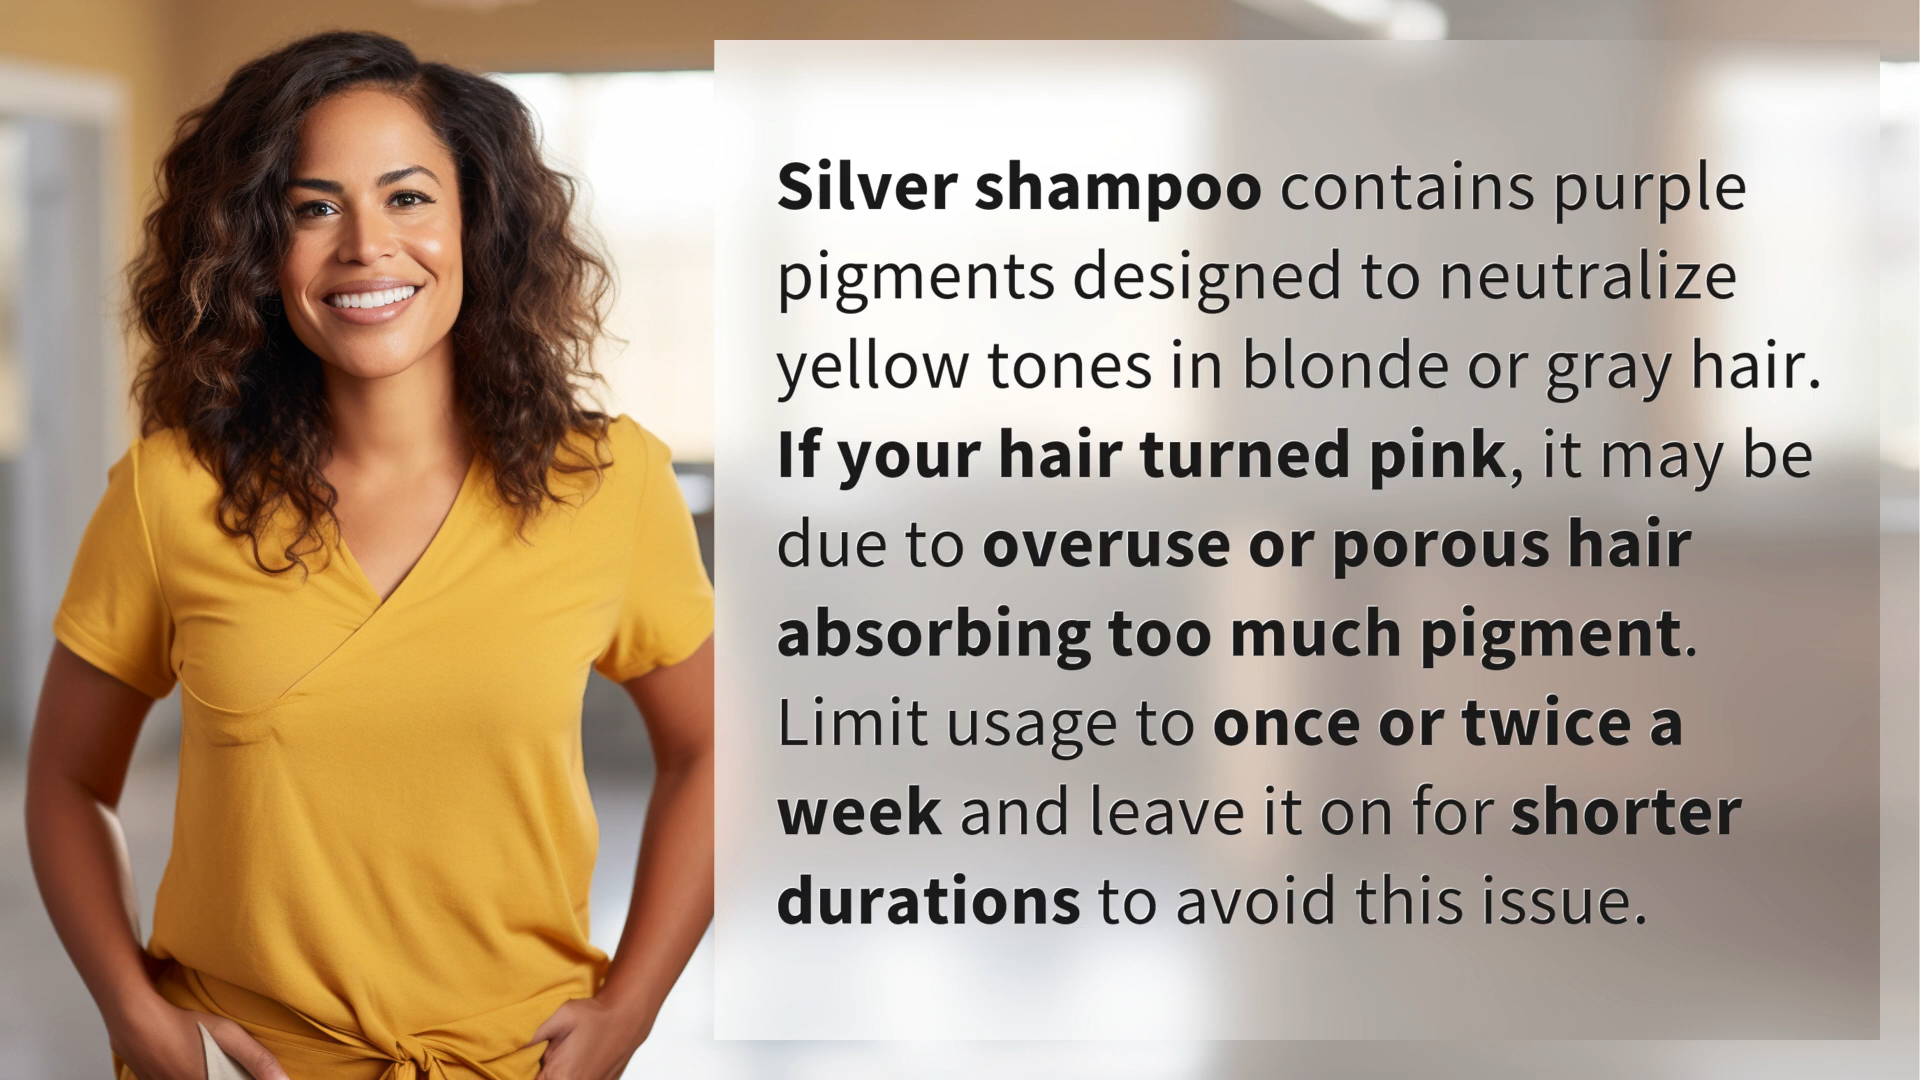 Silver shampoo contains purple
pigments designed to neutralize
yellow tones in blonde or gray hair.
If your hair turned pink, it may be
due to overuse or porous hair
absorbing too much pigment.
Limit usage to once or twice a
week and leave it on for shorter
durations to avoid this issue.